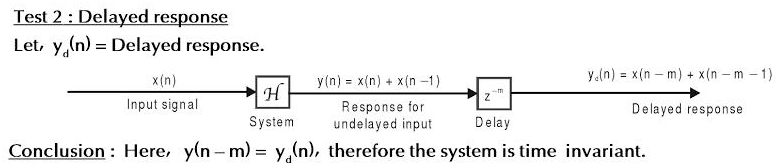 Test 2 : Delayed response
Let, y_d(n) = Delayed response.
x(n) y(n) = x(n) + x(n –1) y_d(n) = x(n – m) + x(n – m – 1)
ℋ z^–m
Input signal Response for undelayed input Delayed response
System Delay
Conclusion : Here, y(n – m) = y_d(n), therefore the system is time invariant.